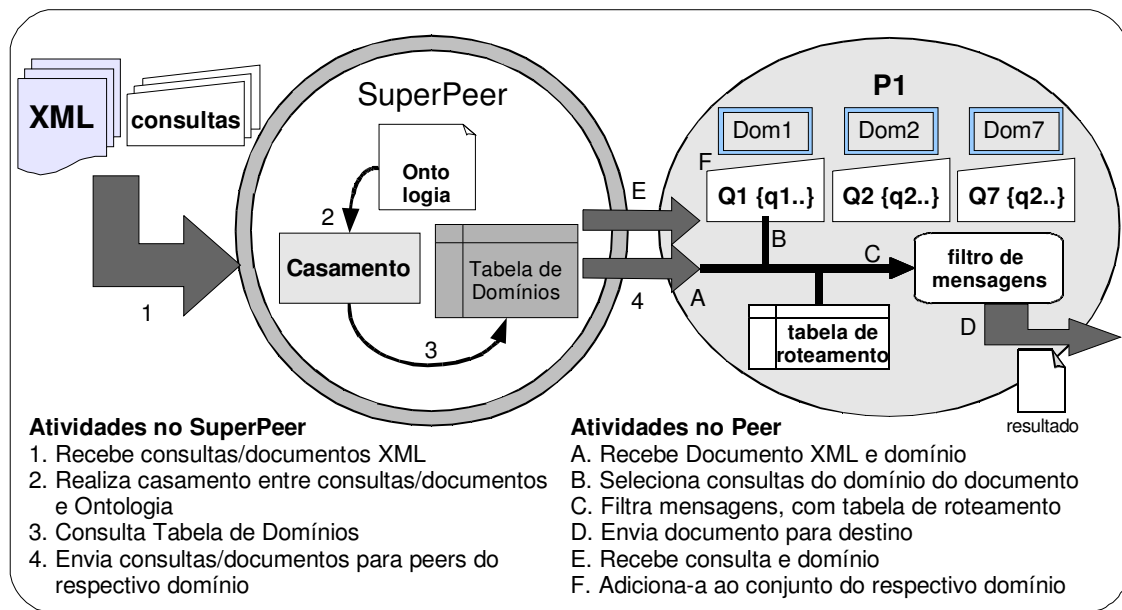 XML
consultas
SuperPeer
Onto
logia
2
Casamento
Tabela de
Domínios
3
1
E
4
P1
Dom1
Dom2
Dom7
F
Q1 {q1..}
Q2 {q2..}
Q7 {q2..}
B
A
C
filtro de
mensagens
tabela de
roteamento
D
resultado
Atividades no SuperPeer
1. Recebe consultas/documentos XML
2. Realiza casamento entre consultas/documentos
e Ontologia
3. Consulta Tabela de Domínios
4. Envia consultas/documentos para peers do
respectivo domínio
Atividades no Peer
A. Recebe Documento XML e domínio
B. Seleciona consultas do domínio do documento
C. Filtra mensagens, com tabela de roteamento
D. Envia documento para destino
E. Recebe consulta e domínio
F. Adiciona-a ao conjunto do respectivo domínio